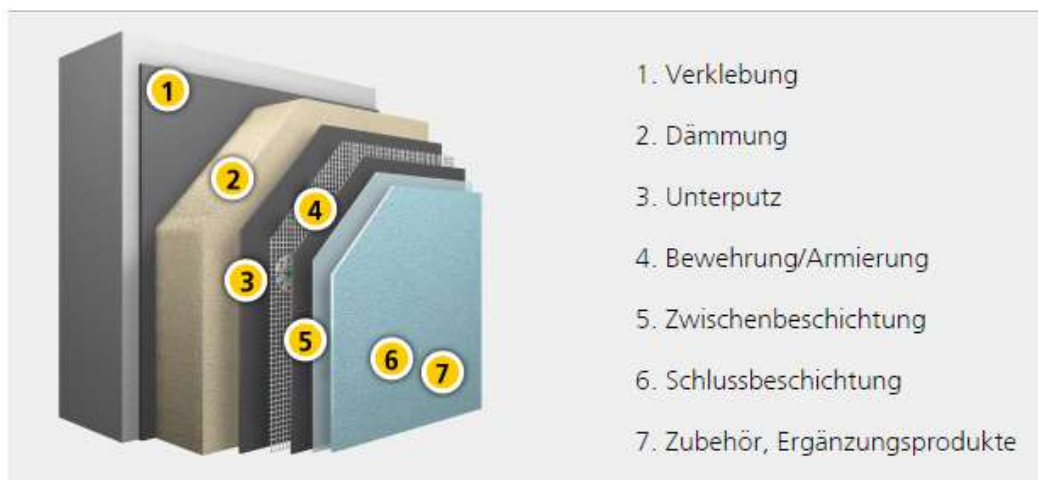 1
2
3
4
5
6
7
1. Verklebung
2. Dämmung
3. Unterputz
4. Bewehrung/Armierung
5. Zwischenbeschichtung
6. Schlussbeschichtung
7. Zubehör, Ergänzungsprodukte